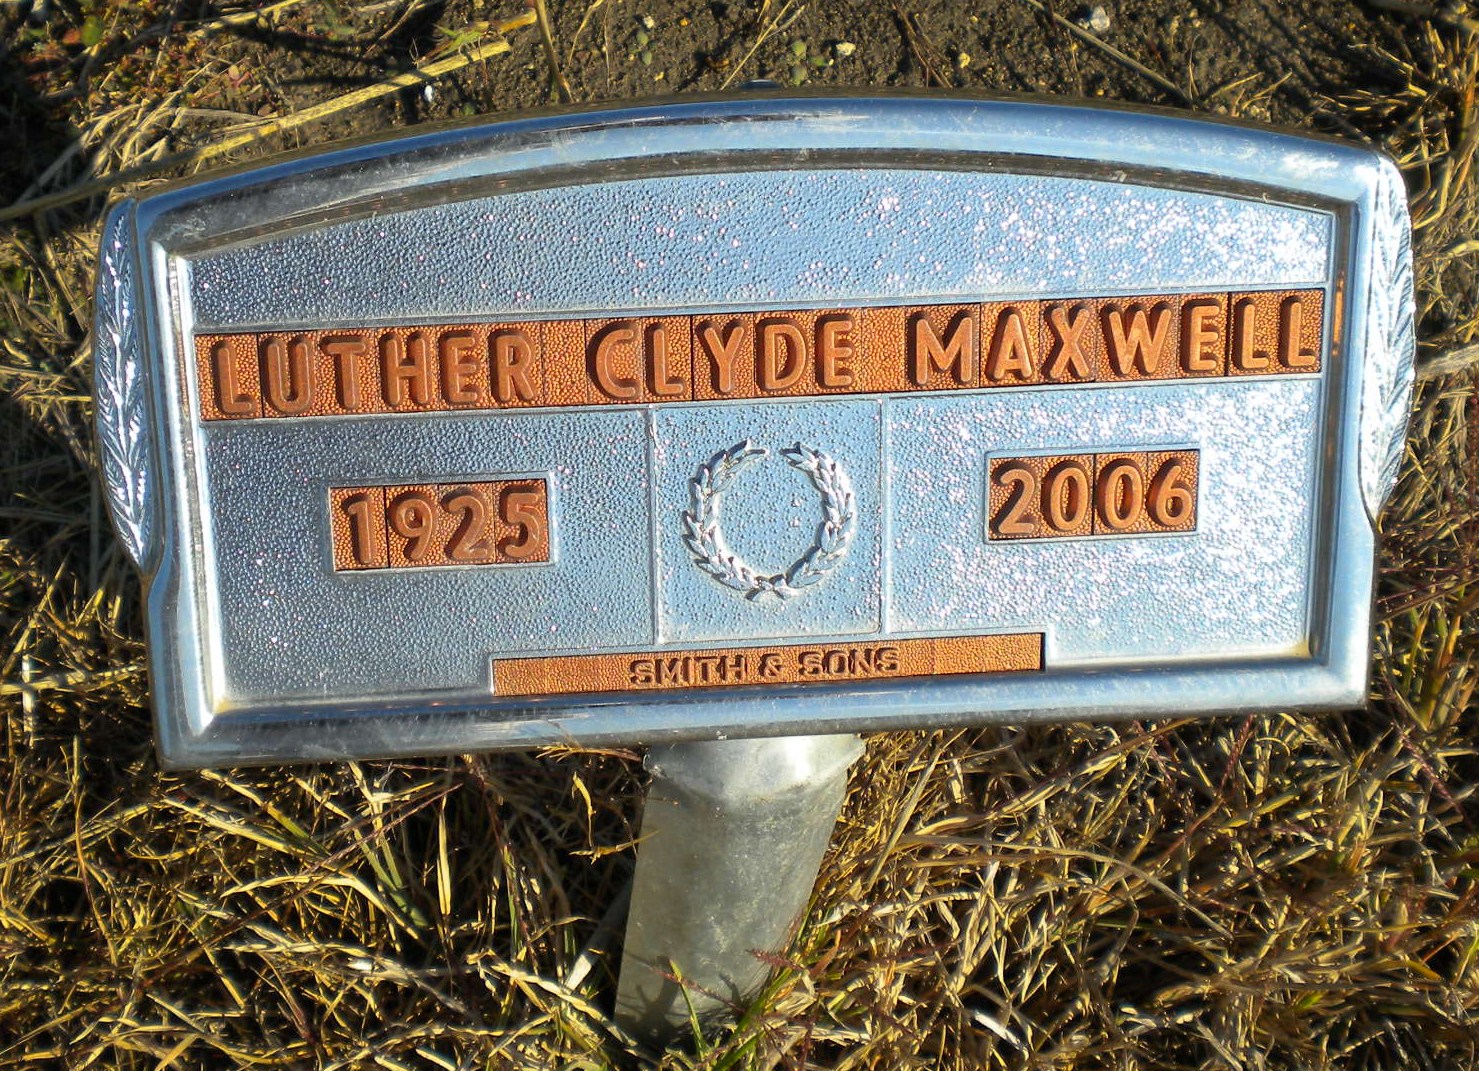 LUTHER CLYDE MAXWELL
1925 2006
SMITH & SONS